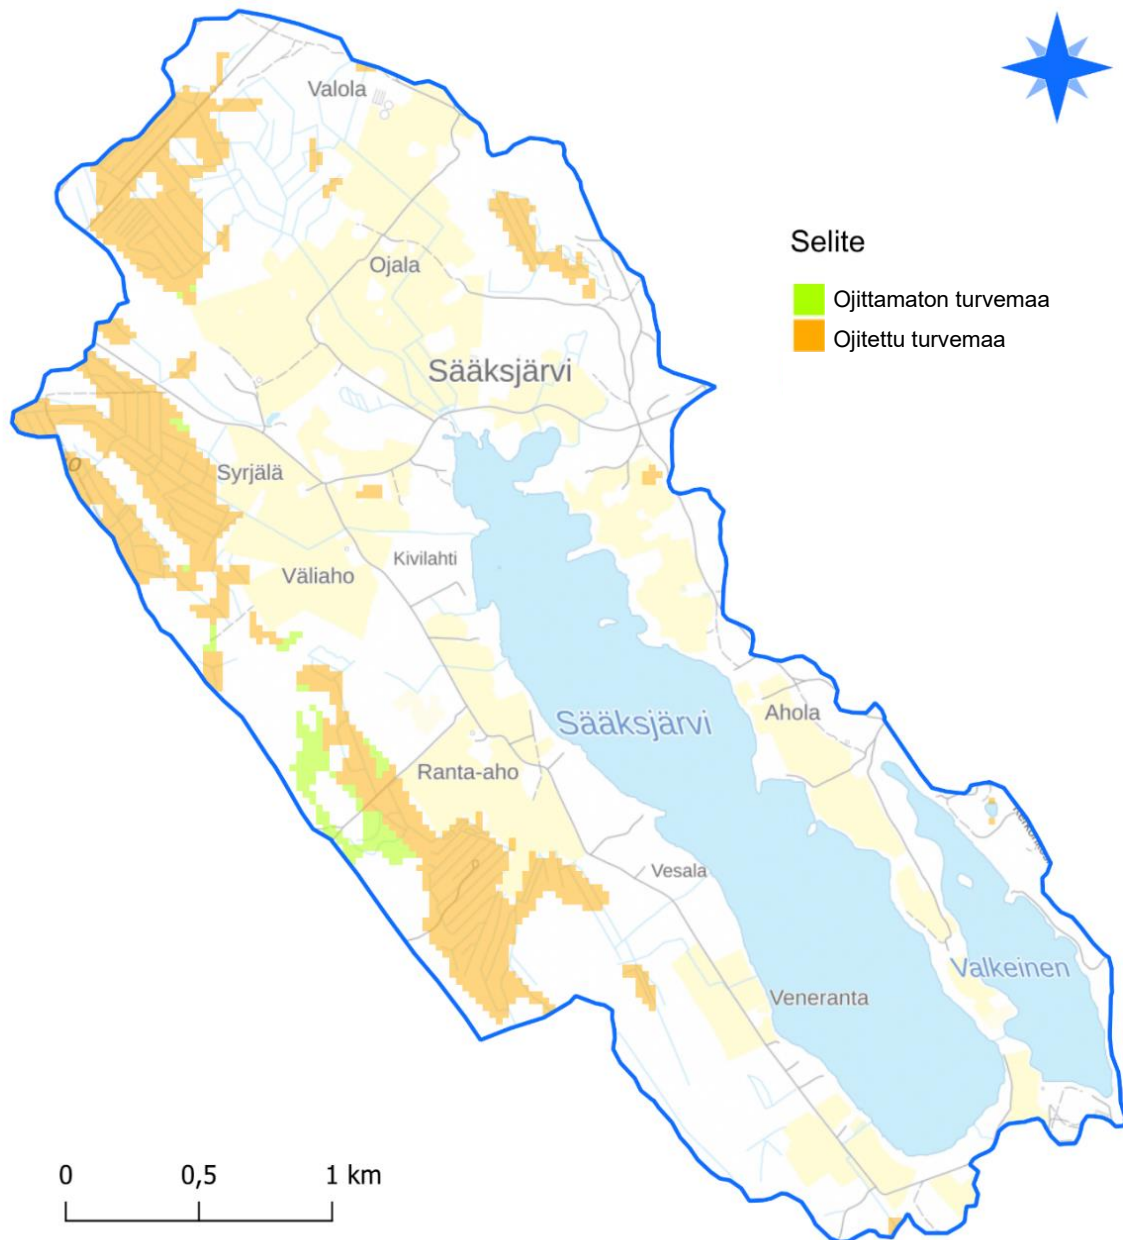 Valola
Ojala
Selite
Ojittamaton turvemaa
Ojitettu turvemaa
Sääksjärvi
Syrjälä
Kivilahti
Väliaho
Sääksjärvi
Ahola
Ranta-aho
Vesala
Valkeinen
Veneranta
0 0,5 1 km